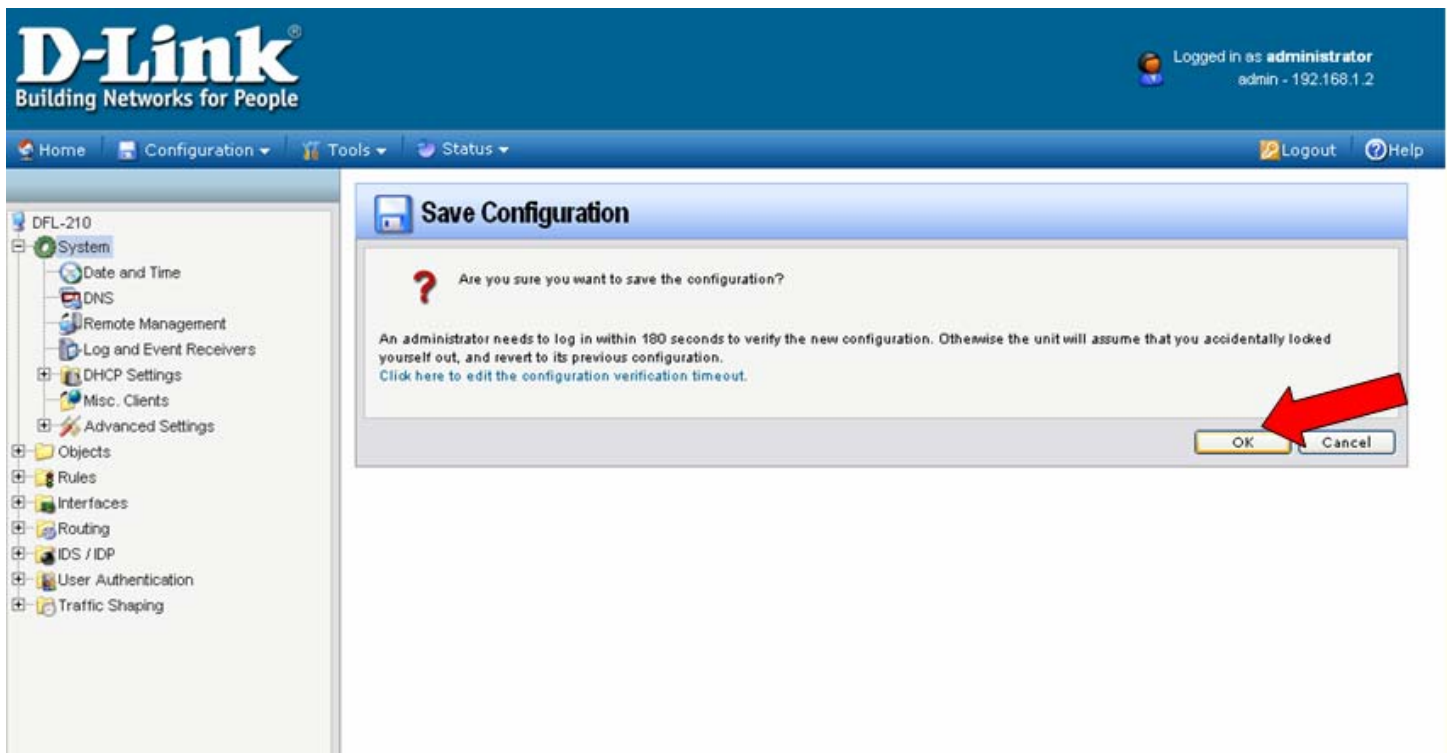 D-Link®
Building Networks for People
Logged in as administrator
admin - 192.168.1.2
Home Configuration Tools Status Logout Help
DFL-210
System
Date and Time
DNS
Remote Management
Log and Event Receivers
DHCP Settings
Misc. Clients
Advanced Settings
Objects
Rules
Interfaces
Routing
IDS / IDP
User Authentication
Traffic Shaping
Save Configuration
Are you sure you want to save the configuration?
An administrator needs to log in within 180 seconds to verify the new configuration. Otherwise the unit will assume that you accidentally locked
yourself out, and revert to its previous configuration.
Click here to edit the configuration verification timeout.
OK Cancel